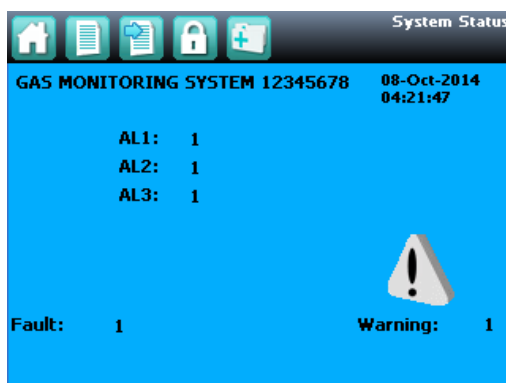 System Status
GAS MONITORING SYSTEM 12345678 08-Oct-2014
04:21:47
AL1: 1
AL2: 1
AL3: 1
Fault: 1 Warning: 1